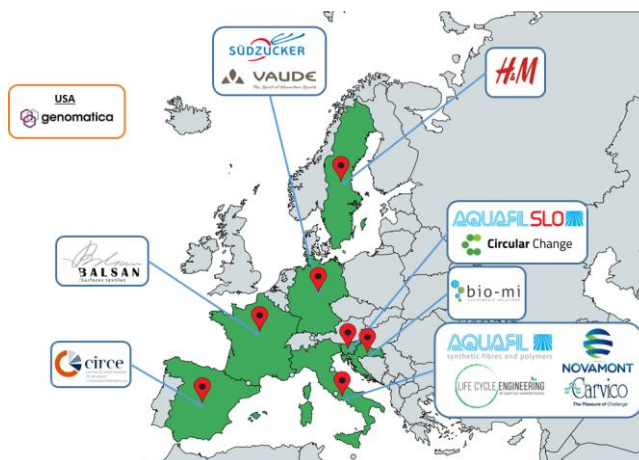 SÜDZUCKER
VAUDE
The Spirit of Mountain Sports
H&M
USA
genomatica
AQUAFIL SLO
Circular Change
Balsan
BALSAN
Surfaces textiles
bio-mi
circe
AQUAFIL
synthetic fibres and polymers
NOVAMONT
LIFE CYCLE ENGINEERING
Carvico
The Pleasure of Challenge